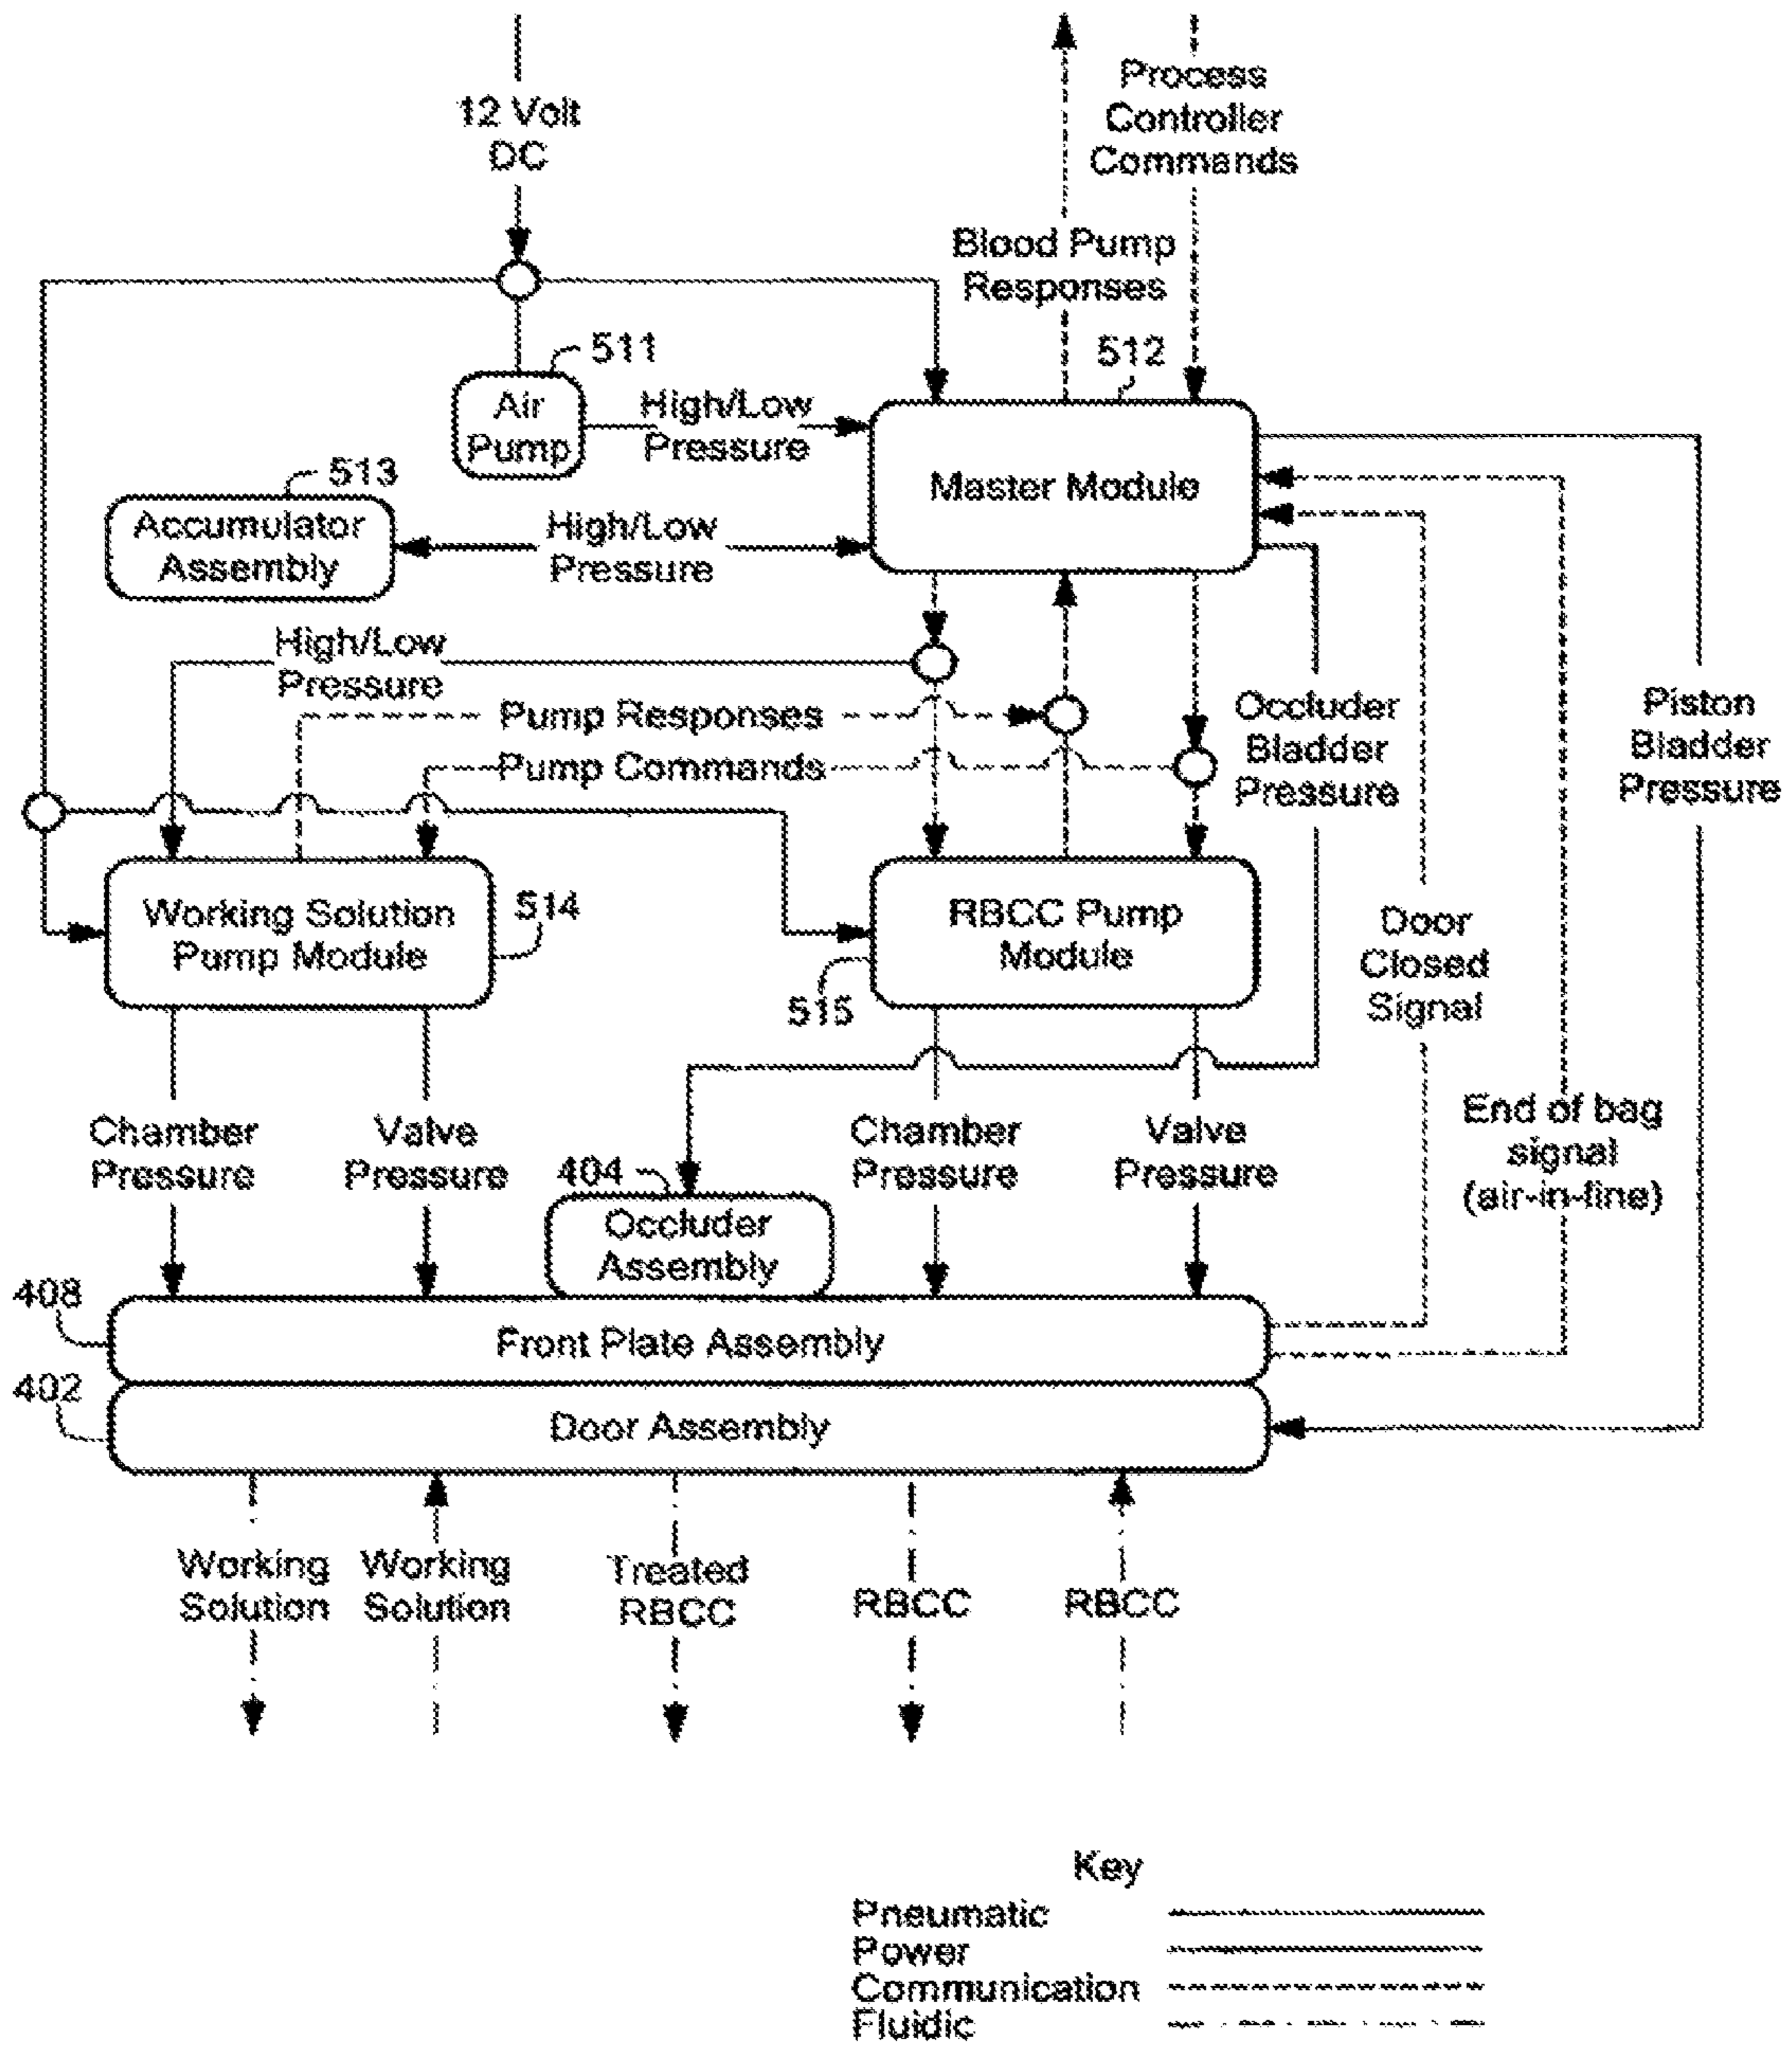 12 Volt
DC
Process
Controller
Commands
Blood Pump
Responses
511
512
Air
Pump
High/Low
Pressure
Master Module
513
Accumulator
Assembly
High/Low
Pressure
High/Low
Pressure
Pump Responses
Pump Commands
Occluder
Bladder
Pressure
Piston
Bladder
Pressure
Working Solution
Pump Module
514
RBCC Pump
Module
515
Door
Closed
Signal
Chamber
Pressure
Valve
Pressure
404
Occluder
Assembly
Chamber
Pressure
Valve
Pressure
End of bag
signal
(air-in-line)
408
Front Plate Assembly
402
Door Assembly
Working
Solution
Working
Solution
Treated
RBCC
RBCC
RBCC
Key
Pneumatic
Power
Communication
Fluidic